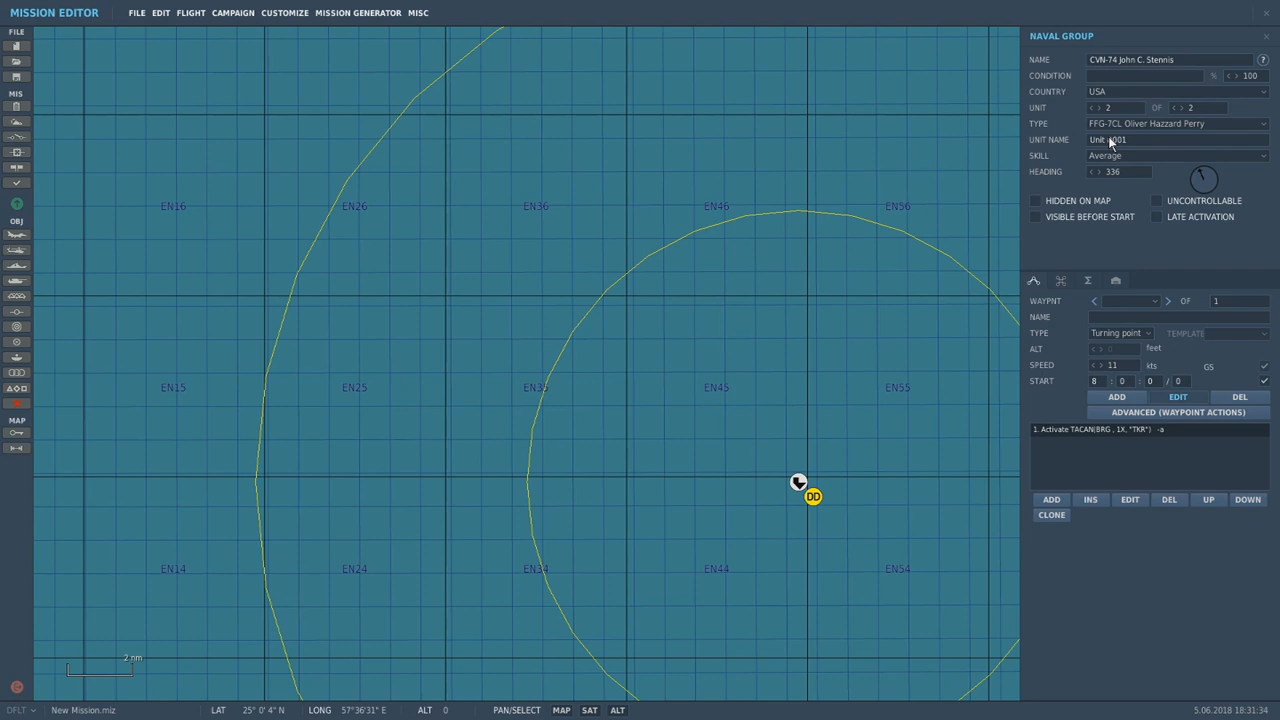 MISSION EDITOR FILE EDIT FLIGHT CAMPAIGN CUSTOMIZE MISSION GENERATOR MISC
FILE
MIS
OBJ
MAP
EN16 EN26 EN36 EN46 EN56
EN15 EN25 EN35 EN45 EN55
DD
EN14 EN24 EN34 EN44 EN54
2 nm
NAVAL GROUP
NAME CVN-74 John C. Stennis ?
CONDITION % < > 100
COUNTRY USA
UNIT < > 2 OF < > 2
TYPE FFG-7CL Oliver Hazzard Perry
UNIT NAME Unit #001
SKILL Average
HEADING < > 336
HIDDEN ON MAP UNCONTROLLABLE
VISIBLE BEFORE START LATE ACTIVATION
WAYPNT < > OF 1
NAME
TYPE Turning point TEMPLATE
ALT < > 0 feet
SPEED < > 11 kts GS
START 8 : 0 : 0 / 0
ADD EDIT DEL
ADVANCED (WAYPOINT ACTIONS)
1. Activate TACAN(BRG , 1X, "TKR") -a
ADD INS EDIT DEL UP DOWN
CLONE
DFLT New Mission.miz LAT 25° 0' 4" N LONG 57°36'31" E ALT 0 PAN/SELECT MAP SAT ALT 5.06.2018 18:31:34